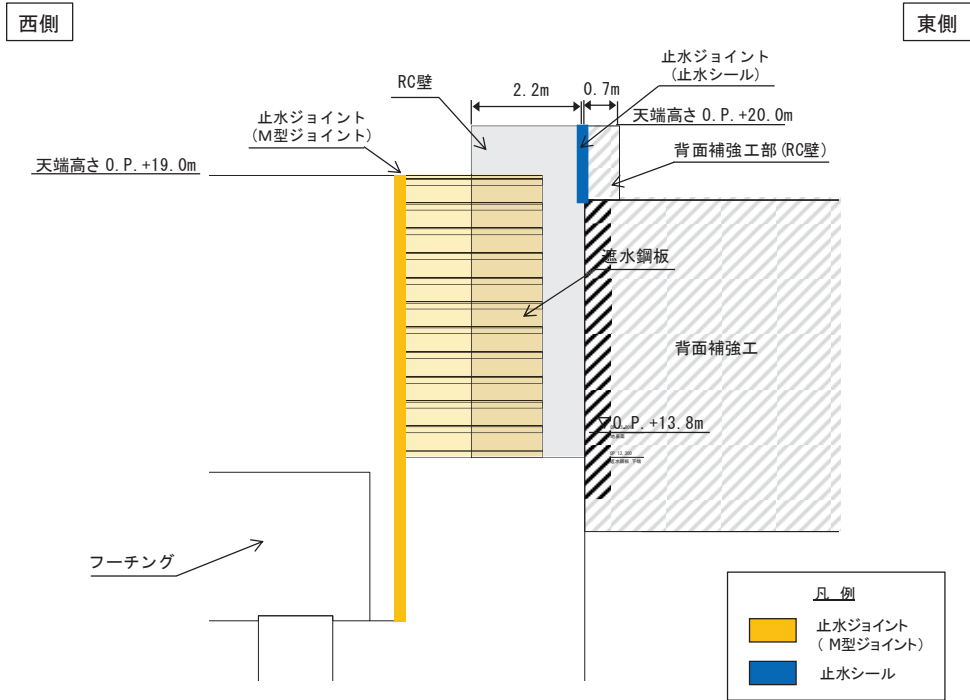 西側
東側
止水ジョイント
(止水シール)
RC壁
2.2m
0.7m
天端高さ O.P.+20.0m
止水ジョイント
(M型ジョイント)
背面補強工部(RC壁)
天端高さ O.P.+19.0m
遮水鋼板
背面補強工
▽O.P.+13.8m
フーチング
凡 例
止水ジョイント
( M型ジョイント)
止水シール